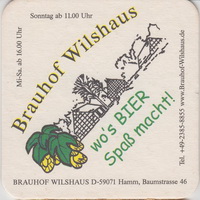 Sonntag ab 11.00 Uhr
Mi-Sa. ab 16.00 Uhr
Brauhof Wilshaus
wo's BIER
Spaß macht!
Tel. +49-2385-8855 www.Brauhof-Wilshaus.de
BRAUHOF WILSHAUS D-59071 Hamm, Baumstrasse 46